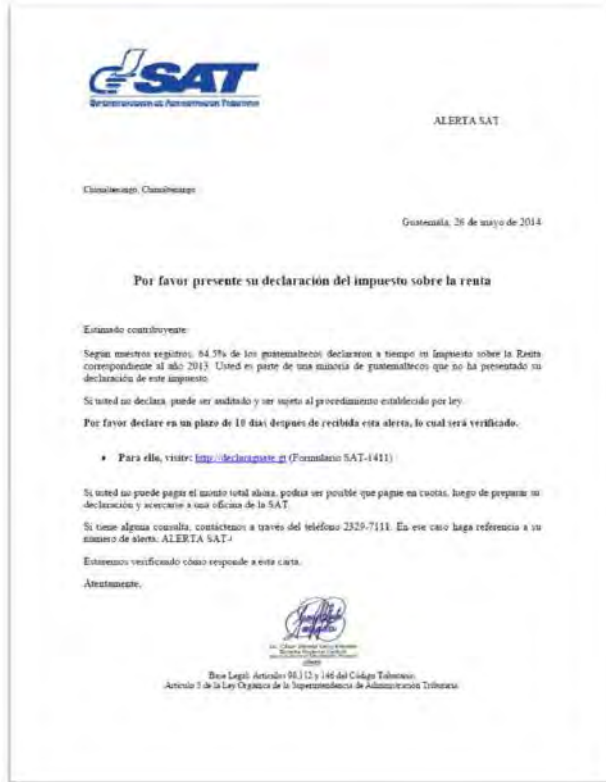 SAT
Superintendencia de Administración Tributaria
ALERTA SAT
Chimaltenango, Chimaltenango
Guatemala, 26 de mayo de 2014
Por favor presente su declaración del impuesto sobre la renta
Estimado contribuyente
Según nuestros registros, 64.5% de los guatemaltecos declararon a tiempo su Impuesto sobre la Renta
correspondiente al año 2013. Usted es parte de una minoría de guatemaltecos que no ha presentado su
declaración de este impuesto.
Si usted no declara, puede ser auditado y ser sujeto al procedimiento establecido por ley.
Por favor declare en un plazo de 10 días después de recibida esta alerta, lo cual será verificado.
• Para ello, visite: http://declaraguate.gt (Formulario SAT-1411)
Si usted no puede pagar el monto total ahora, podría ser posible que pague en cuotas, luego de preparar su
declaración y acercarse a una oficina de la SAT.
Si tiene alguna consulta, contáctenos a través del teléfono 2329-7111. En ese caso haga referencia a su
número de alerta: ALERTA SAT-
Estaremos verificando cómo responde a esta carta.
Atentamente,
Base Legal: Artículos 98,112 y 146 del Código Tributario.
Artículo 3 de la Ley Orgánica de la Superintendencia de Administración Tributaria.